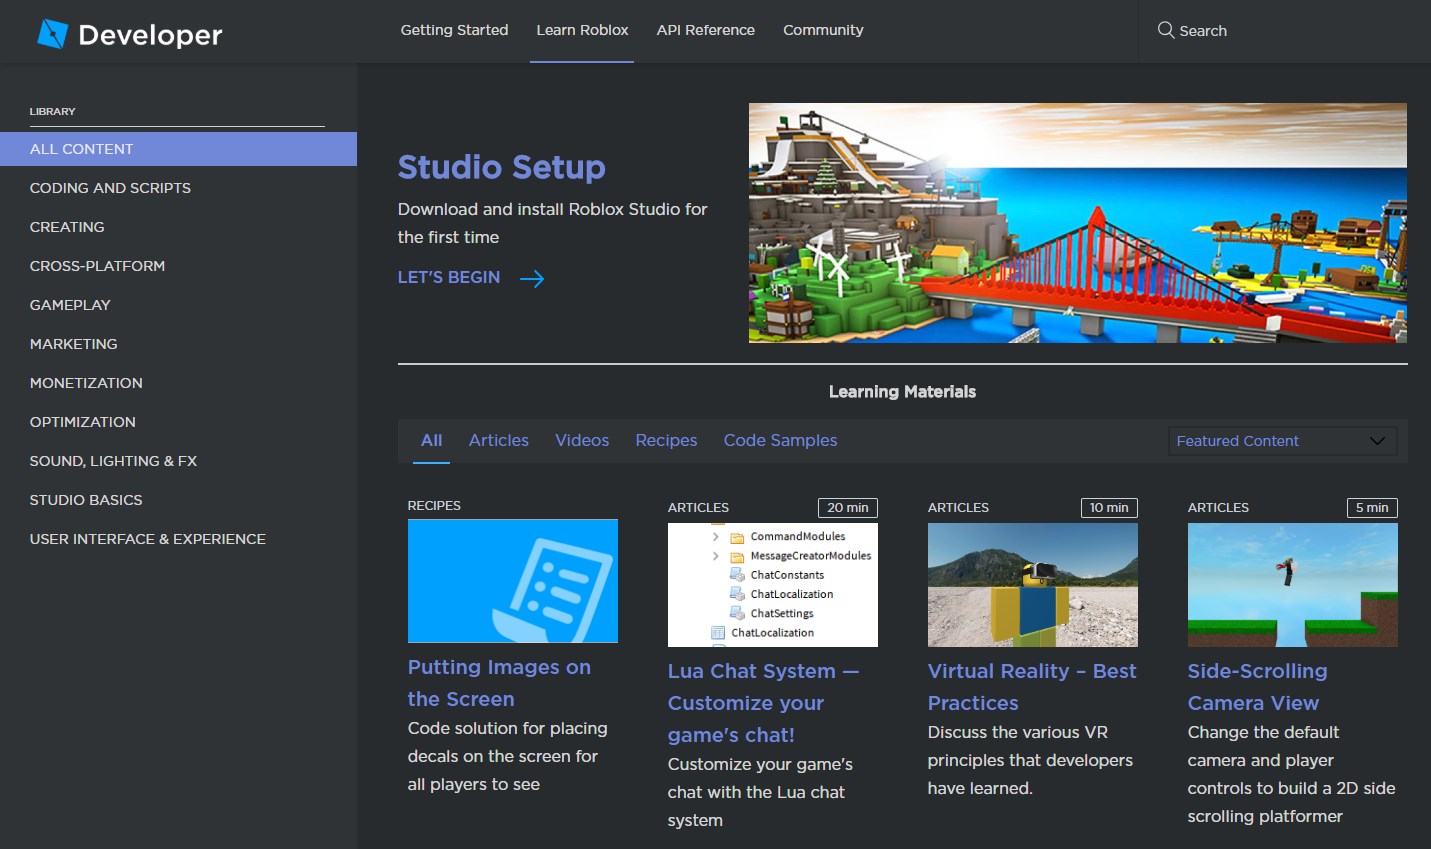 Developer
Getting Started
Learn Roblox
API Reference
Community
Search
LIBRARY
ALL CONTENT
CODING AND SCRIPTS
CREATING
CROSS-PLATFORM
GAMEPLAY
MARKETING
MONETIZATION
OPTIMIZATION
SOUND, LIGHTING & FX
STUDIO BASICS
USER INTERFACE & EXPERIENCE
Studio Setup
Download and install Roblox Studio for
the first time
LET'S BEGIN
Learning Materials
All
Articles
Videos
Recipes
Code Samples
Featured Content
RECIPES
Putting Images on
the Screen
Code solution for placing
decals on the screen for
all players to see
ARTICLES
20 min
CommandModules
MessageCreatorModules
ChatConstants
ChatLocalization
ChatSettings
ChatLocalization
Lua Chat System —
Customize your
game's chat!
Customize your game's
chat with the Lua chat
system
ARTICLES
10 min
Virtual Reality – Best
Practices
Discuss the various VR
principles that developers
have learned.
ARTICLES
5 min
Side-Scrolling
Camera View
Change the default
camera and player
controls to build a 2D side
scrolling platformer